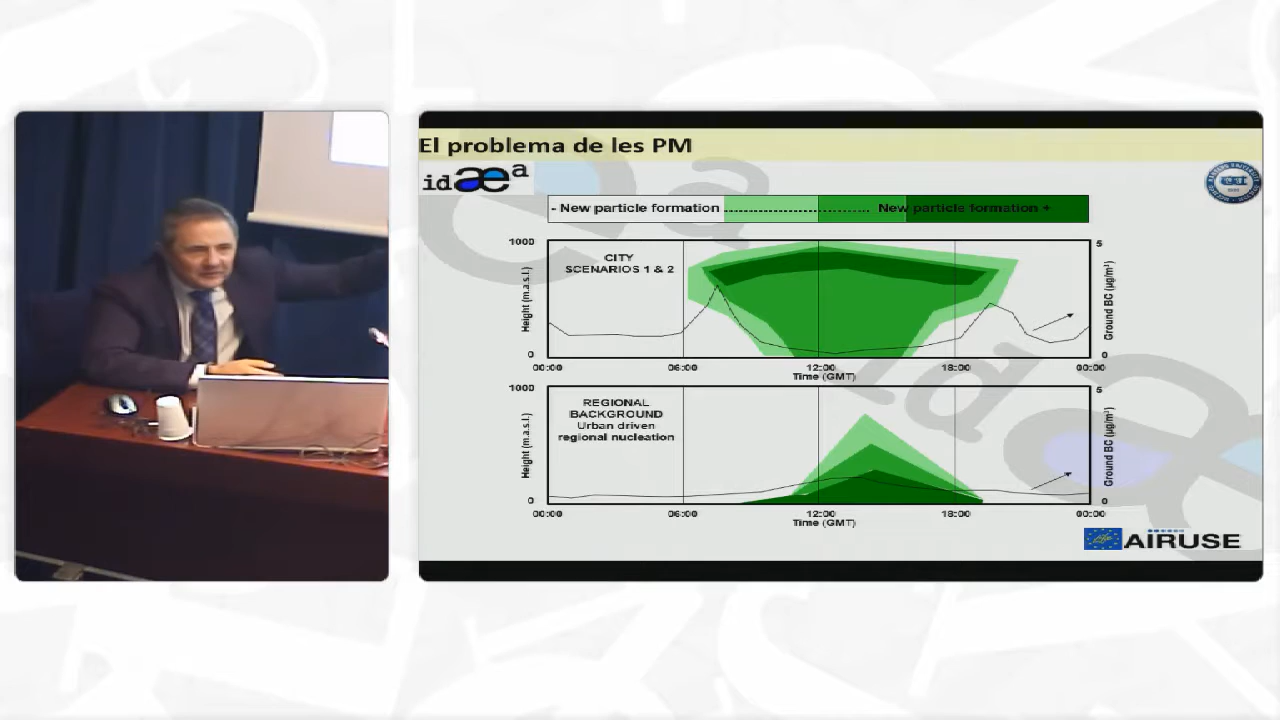 El problema de les PM
idæa
- New particle formation ........................ New particle formation +
1000
CITY
SCENARIOS 1 & 2
Height (m.a.s.l.)
0
5
Ground BC (µg/m³)
0
00:00 06:00 12:00 18:00 00:00
Time (GMT)
1000
REGIONAL
BACKGROUND
Urban driven
regional nucleation
Height (m.a.s.l.)
0
5
Ground BC (µg/m³)
0
00:00 06:00 12:00 18:00 00:00
Time (GMT)
AIRUSE